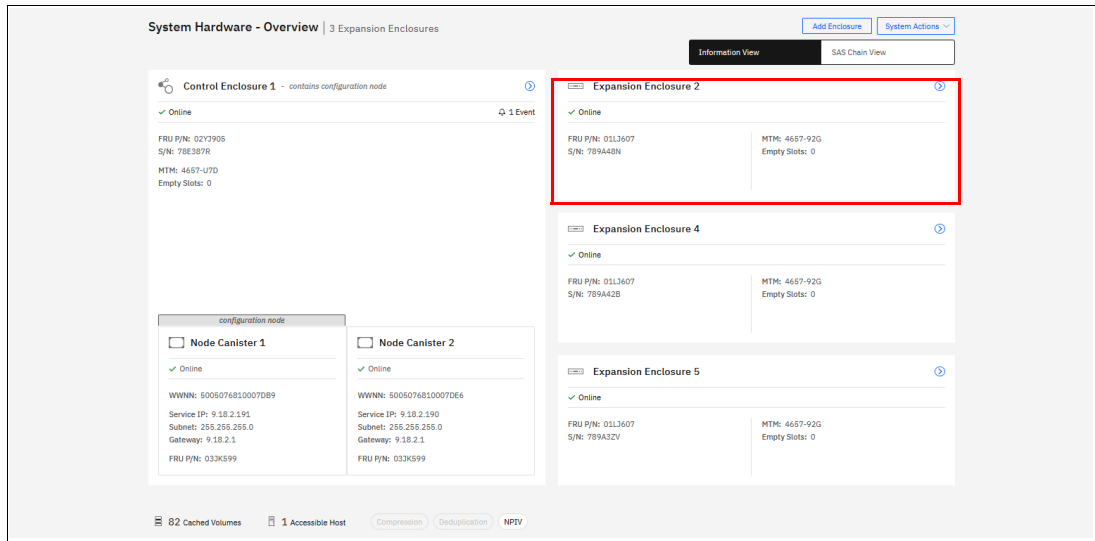 System Hardware - Overview | 3 Expansion Enclosures
Add Enclosure
System Actions
Information View
SAS Chain View
Control Enclosure 1 - contains configuration node
Online
1 Event
FRU P/N: 02YJ905
S/N: 78E387R
MTM: 4657-U7D
Empty Slots: 0
configuration node
Node Canister 1
Online
WWNN: 5005076810007DB9
Service IP: 9.18.2.191
Subnet: 255.255.255.0
Gateway: 9.18.2.1
FRU P/N: 03JK599
Node Canister 2
Online
WWNN: 5005076810007DE6
Service IP: 9.18.2.190
Subnet: 255.255.255.0
Gateway: 9.18.2.1
FRU P/N: 03JK599
Expansion Enclosure 2
Online
FRU P/N: 01LJ607
S/N: 789A48N
MTM: 4657-92G
Empty Slots: 0
Expansion Enclosure 4
Online
FRU P/N: 01LJ607
S/N: 789A42B
MTM: 4657-92G
Empty Slots: 0
Expansion Enclosure 5
Online
FRU P/N: 01LJ607
S/N: 789A3ZV
MTM: 4657-92G
Empty Slots: 0
82 Cached Volumes
1 Accessible Host
Compression
Deduplication
NPIV